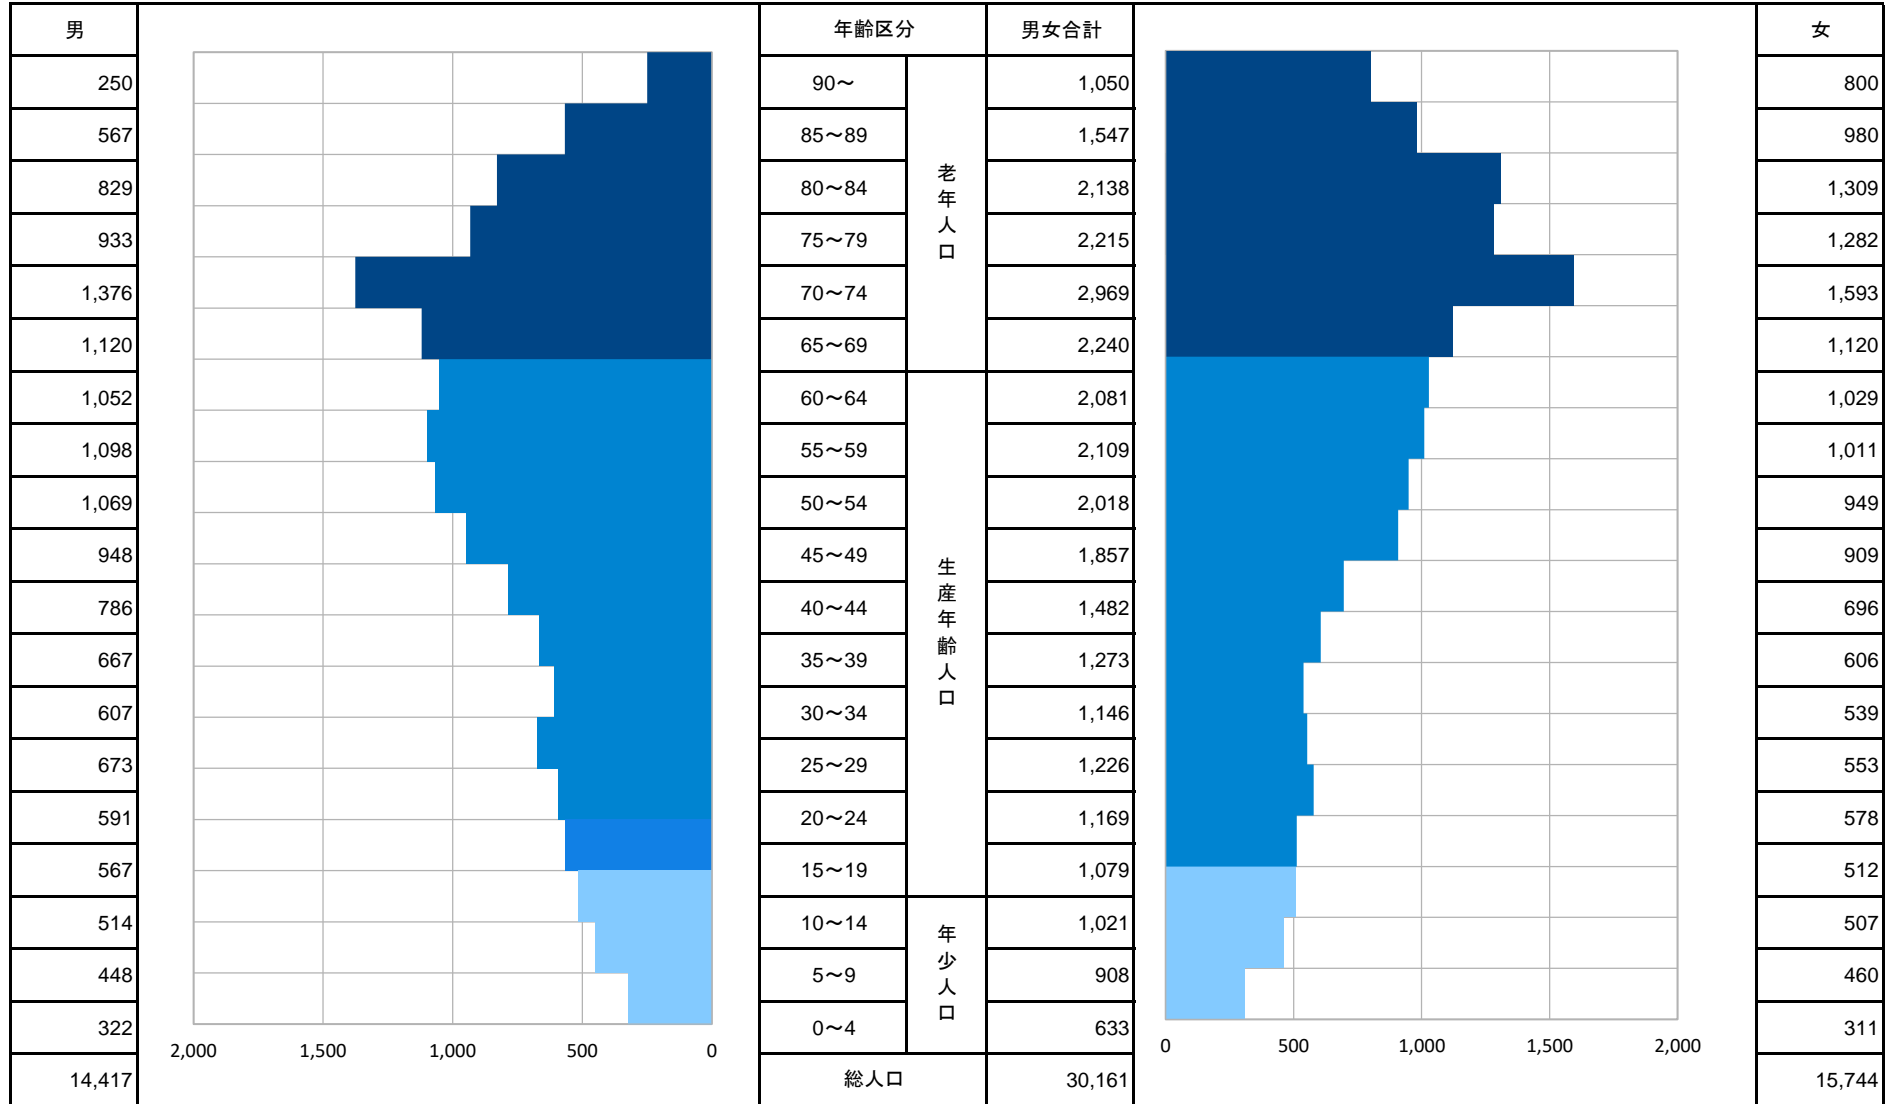 男 年齢区分 男女合計 女
250 90～ 1,050 800
567 85～89 1,547 980
829 80～84 2,138 1,309
933 75～79 2,215 1,282
1,376 70～74 2,969 1,593
1,120 65～69 2,240 1,120
老年人口
1,052 60～64 2,081 1,029
1,098 55～59 2,109 1,011
1,069 50～54 2,018 949
948 45～49 1,857 909
786 40～44 1,482 696
667 35～39 1,273 606
607 30～34 1,146 539
673 25～29 1,226 553
591 20～24 1,169 578
567 15～19 1,079 512
生産年齢人口
514 10～14 1,021 507
448 5～9 908 460
322 0～4 633 311
年少人口
2,000 1,500 1,000 500 0
0 500 1,000 1,500 2,000
14,417 総人口 30,161 15,744